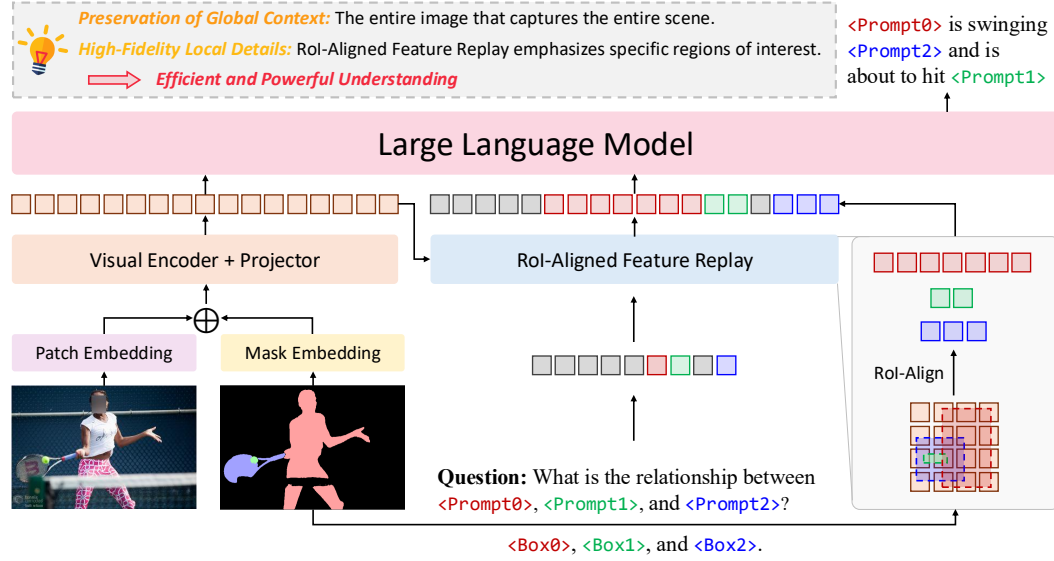 Preservation of Global Context: The entire image that captures the entire scene.
High-Fidelity Local Details: RoI-Aligned Feature Replay emphasizes specific regions of interest.
Efficient and Powerful Understanding
<Prompt0> is swinging
<Prompt2> and is
about to hit <Prompt1>
Large Language Model
Visual Encoder + Projector
RoI-Aligned Feature Replay
Patch Embedding
Mask Embedding
RoI-Align
Question: What is the relationship between
<Prompt0>, <Prompt1>, and <Prompt2>?
<Box0>, <Box1>, and <Box2>.